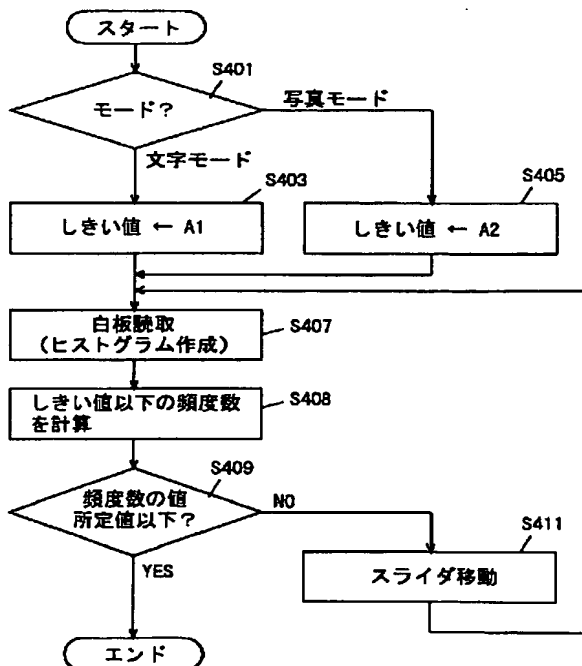 スタート
S401
モード?
写真モード
文字モード
S403
S405
しきい値 ← A1
しきい値 ← A2
白板読取
(ヒストグラム作成)
S407
しきい値以下の頻度数
を計算
S408
S409
頻度数の値
所定値以下?
NO
YES
S411
スライダ移動
エンド